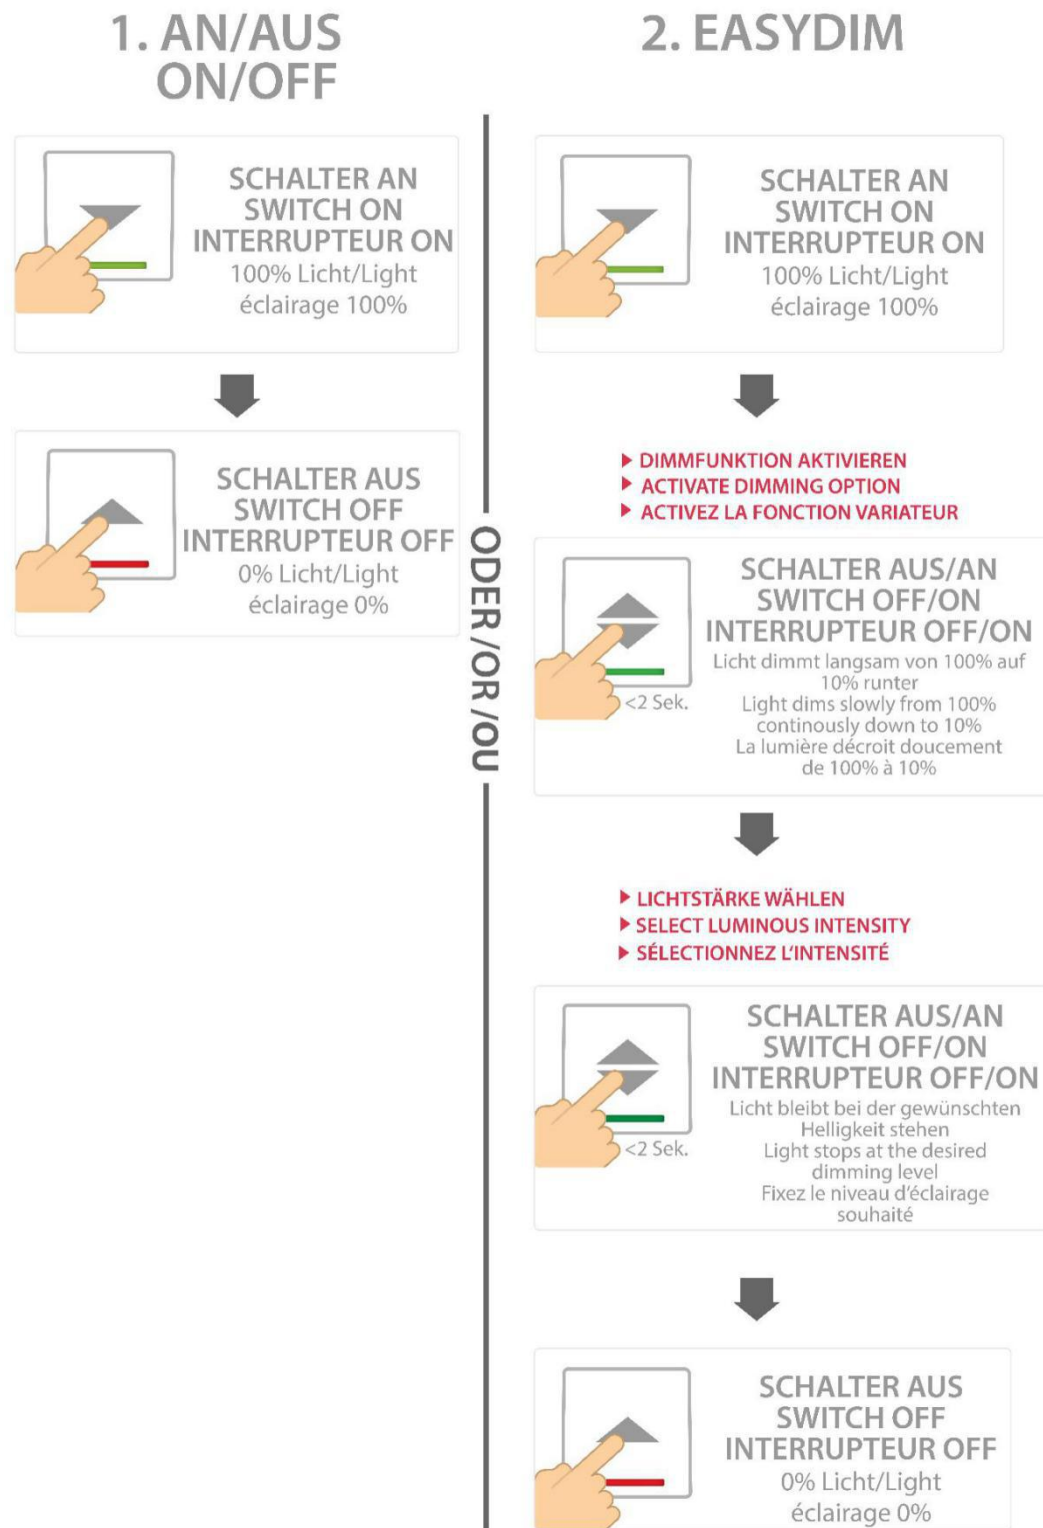 1. AN/AUS
ON/OFF
SCHALTER AN
SWITCH ON
INTERRUPTEUR ON
100% Licht/Light
éclairage 100%
SCHALTER AUS
SWITCH OFF
INTERRUPTEUR OFF
0% Licht/Light
éclairage 0%
ODER /OR /OU
2. EASYDIM
SCHALTER AN
SWITCH ON
INTERRUPTEUR ON
100% Licht/Light
éclairage 100%
DIMMFUNKTION AKTIVIEREN
ACTIVATE DIMMING OPTION
ACTIVEZ LA FONCTION VARIATEUR
<2 Sek.
SCHALTER AUS/AN
SWITCH OFF/ON
INTERRUPTEUR OFF/ON
Licht dimmt langsam von 100% auf
10% runter
Light dims slowly from 100%
continously down to 10%
La lumière décroit doucement
de 100% à 10%
LICHTSTÄRKE WÄHLEN
SELECT LUMINOUS INTENSITY
SÉLECTIONNEZ L'INTENSITÉ
<2 Sek.
SCHALTER AUS/AN
SWITCH OFF/ON
INTERRUPTEUR OFF/ON
Licht bleibt bei der gewünschten
Helligkeit stehen
Light stops at the desired
dimming level
Fixez le niveau d'éclairage
souhaité
SCHALTER AUS
SWITCH OFF
INTERRUPTEUR OFF
0% Licht/Light
éclairage 0%